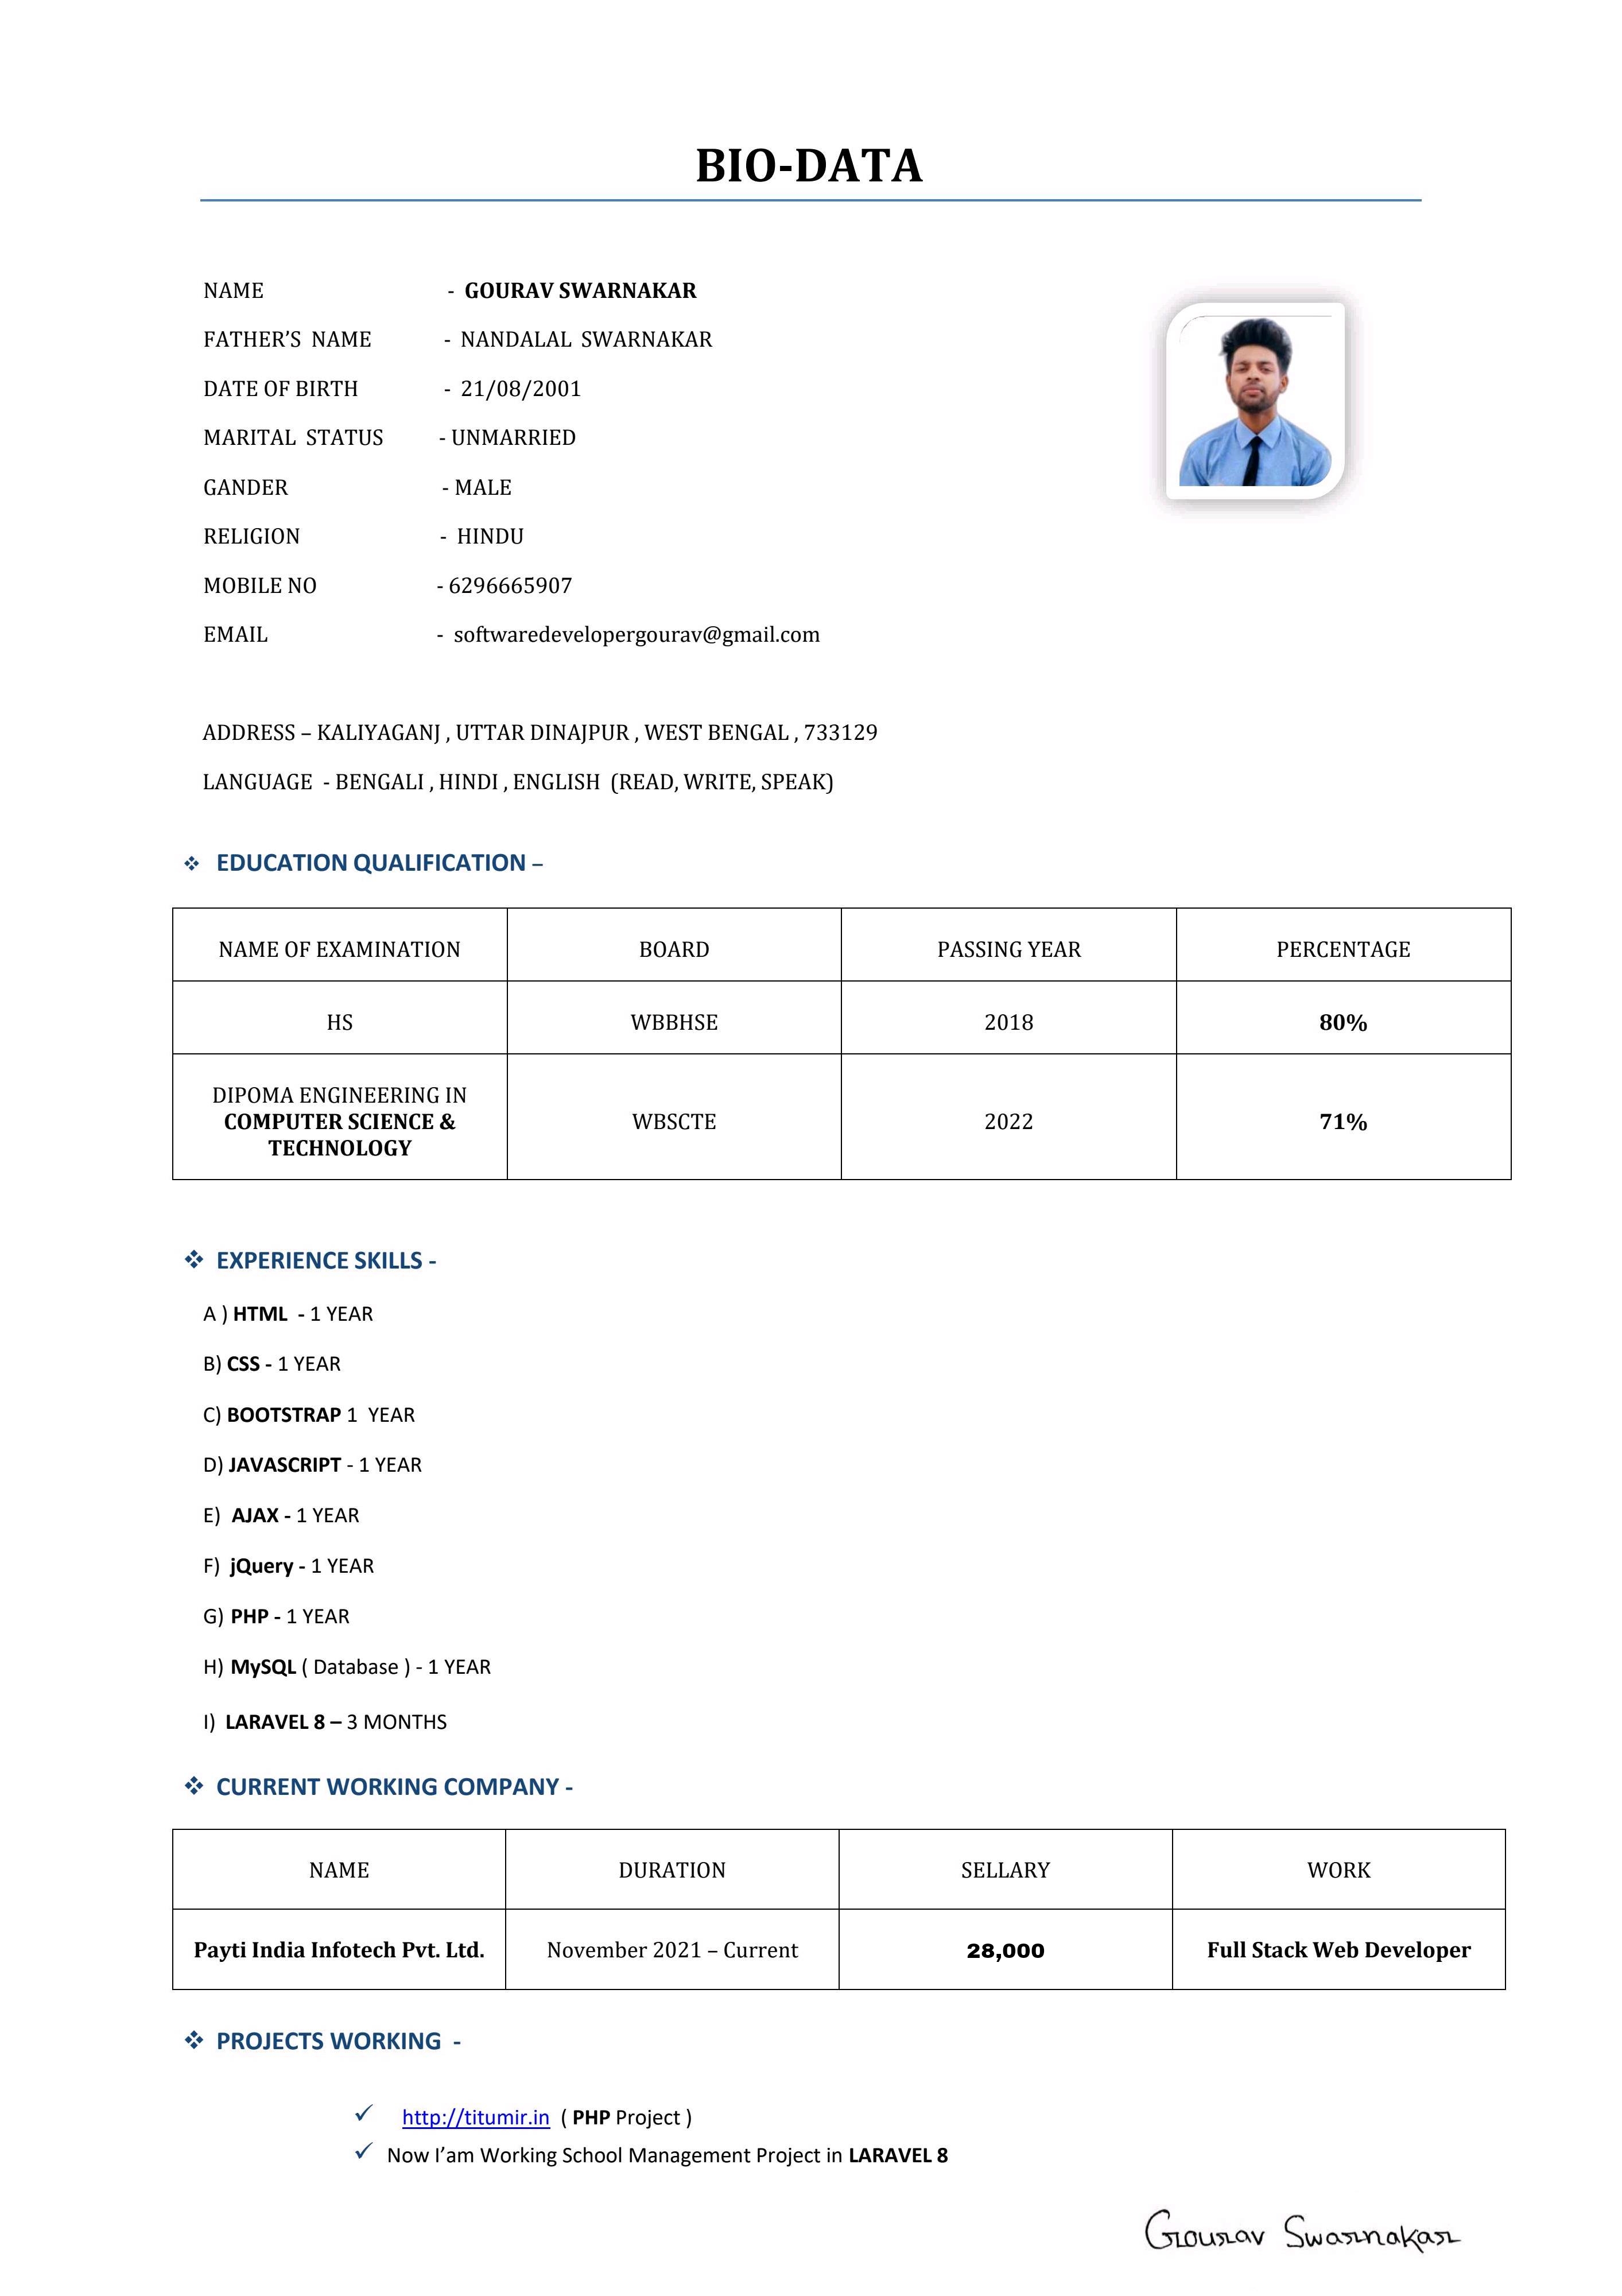 BIO-DATA
NAME - GOURAV SWARNAKAR
FATHER’S NAME - NANDALAL SWARNAKAR
DATE OF BIRTH - 21/08/2001
MARITAL STATUS - UNMARRIED
GANDER - MALE
RELIGION - HINDU
MOBILE NO - 6296665907
EMAIL - softwaredevelopergourav@gmail.com
ADDRESS – KALIYAGANJ , UTTAR DINAJPUR , WEST BENGAL , 733129
LANGUAGE - BENGALI , HINDI , ENGLISH (READ, WRITE, SPEAK)
❖ EDUCATION QUALIFICATION –
NAME OF EXAMINATION BOARD PASSING YEAR PERCENTAGE
HS WBBHSE 2018 80%
DIPOMA ENGINEERING IN
COMPUTER SCIENCE & WBSCTE 2022 71%
TECHNOLOGY
❖ EXPERIENCE SKILLS -
A ) HTML - 1 YEAR
B) CSS - 1 YEAR
C) BOOTSTRAP 1 YEAR
D) JAVASCRIPT - 1 YEAR
E) AJAX - 1 YEAR
F) jQuery - 1 YEAR
G) PHP - 1 YEAR
H) MySQL ( Database ) - 1 YEAR
I) LARAVEL 8 – 3 MONTHS
❖ CURRENT WORKING COMPANY -
NAME DURATION SELLARY WORK
Payti India Infotech Pvt. Ltd. November 2021 – Current 28,000 Full Stack Web Developer
❖ PROJECTS WORKING -
✓ http://titumir.in ( PHP Project )
✓ Now I’am Working School Management Project in LARAVEL 8
Gourav Swarnakar